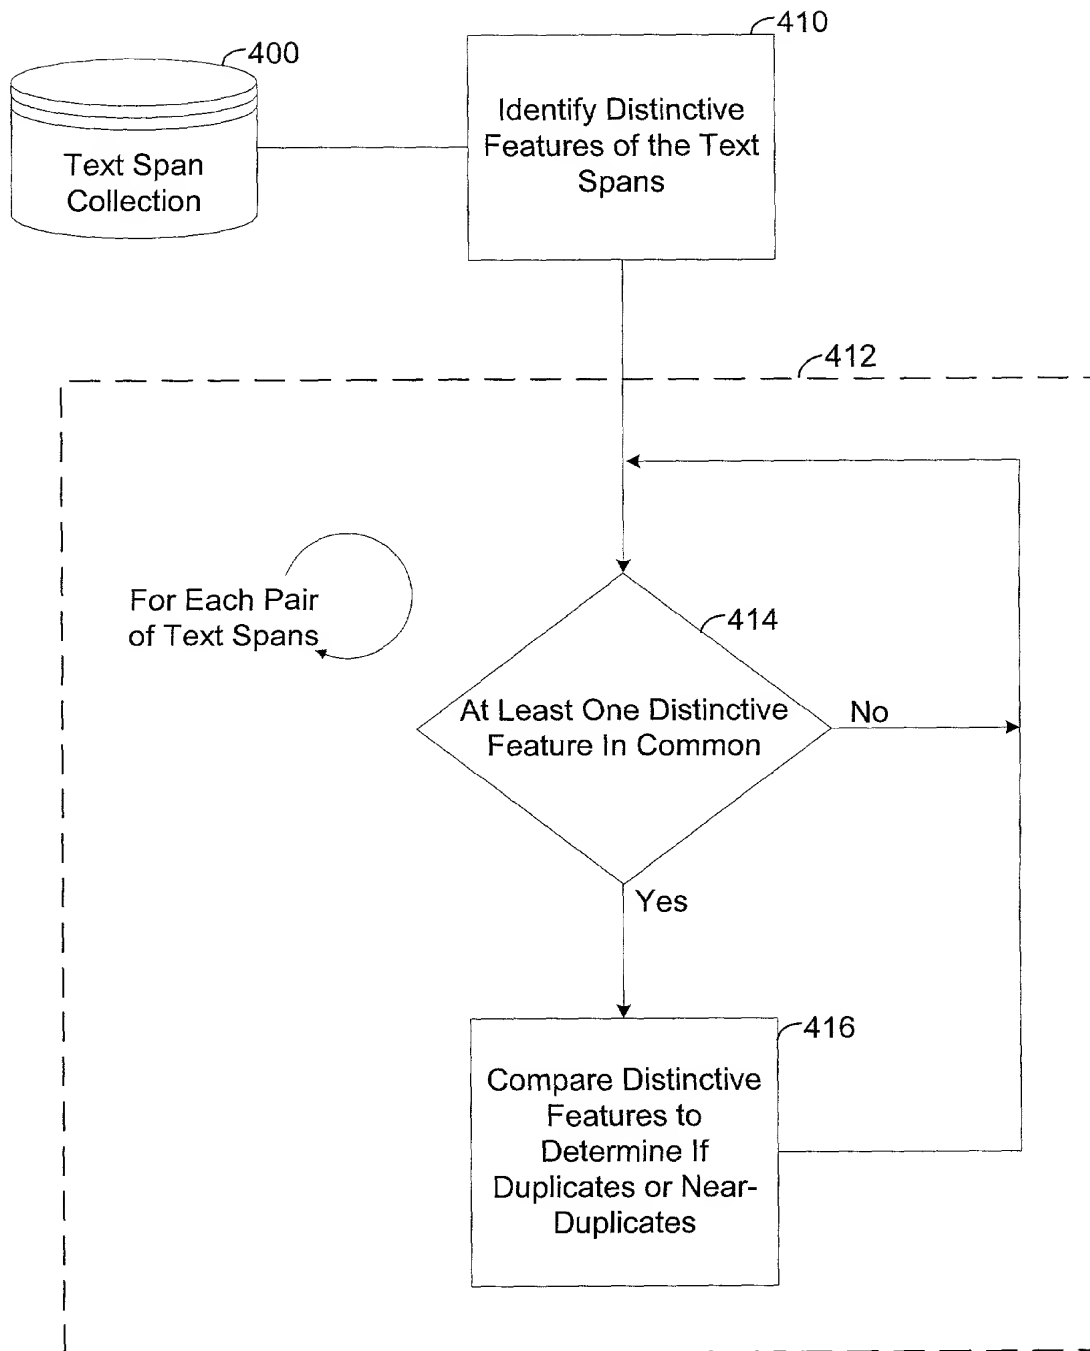 400
410
Text Span
Collection
Identify Distinctive
Features of the Text
Spans
412
For Each Pair
of Text Spans
414
At Least One Distinctive
Feature In Common
No
Yes
416
Compare Distinctive
Features to
Determine If
Duplicates or Near-
Duplicates